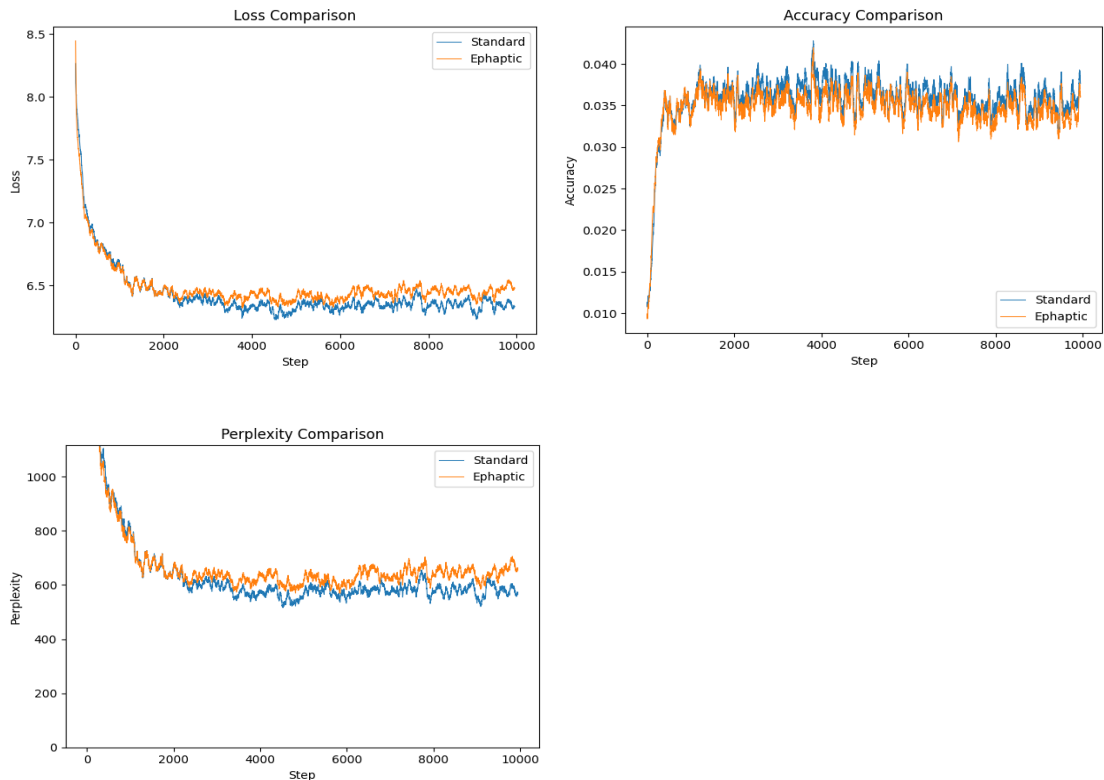 Loss Comparison
8.5
8.0
7.5
7.0
6.5
Loss
0 2000 4000 6000 8000 10000
Step
Standard
Ephaptic
Accuracy Comparison
0.040
0.035
0.030
0.025
0.020
0.015
0.010
Accuracy
0 2000 4000 6000 8000 10000
Step
Standard
Ephaptic
Perplexity Comparison
1000
800
600
400
200
0
Perplexity
0 2000 4000 6000 8000 10000
Step
Standard
Ephaptic